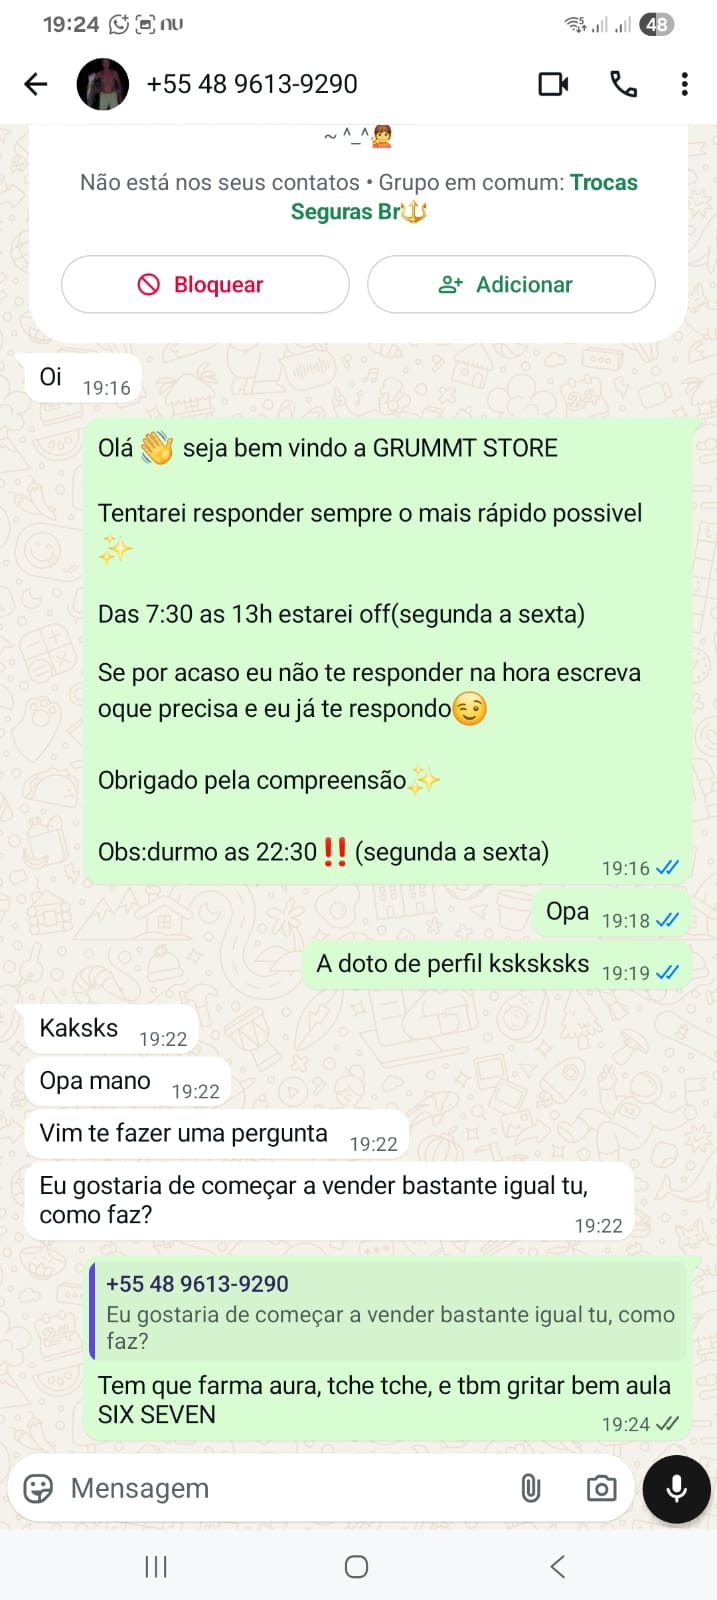 19:24
48
+55 48 9613-9290
~ ^_^🙎
Não está nos seus contatos • Grupo em comum: Trocas
Seguras Br🔱
Bloquear
Adicionar
Oi 19:16
Olá 👋 seja bem vindo a GRUMMT STORE
Tentarei responder sempre o mais rápido possivel
✨
Das 7:30 as 13h estarei off(segunda a sexta)
Se por acaso eu não te responder na hora escreva
oque precisa e eu já te respondo😉
Obrigado pela compreensão✨
Obs:durmo as 22:30‼️(segunda a sexta) 19:16
Opa 19:18
A doto de perfil ksksksks 19:19
Kaksks 19:22
Opa mano 19:22
Vim te fazer uma pergunta 19:22
Eu gostaria de começar a vender bastante igual tu,
como faz? 19:22
+55 48 9613-9290
Eu gostaria de começar a vender bastante igual tu, como
faz?
Tem que farma aura, tche tche, e tbm gritar bem aula
SIX SEVEN 19:24
Mensagem